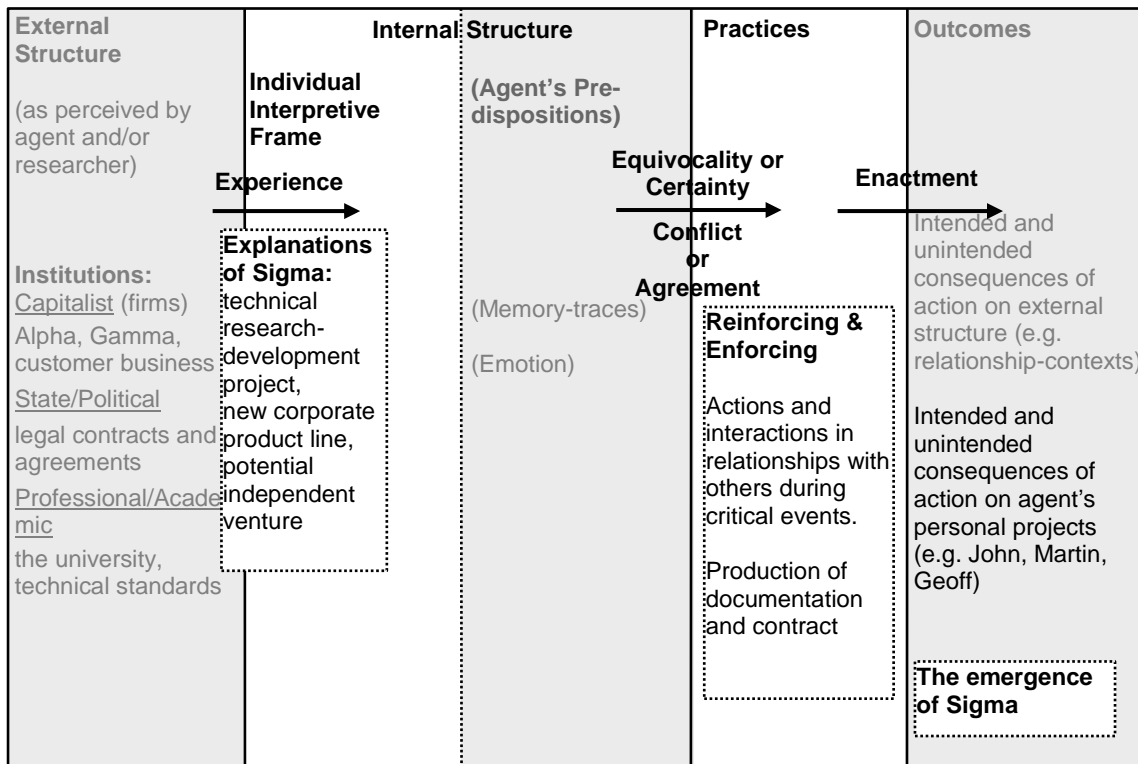 External
Structure
(as perceived by
agent and/or
researcher)
Institutions:
Capitalist (firms)
Alpha, Gamma,
customer business
State/Political
legal contracts and
agreements
Professional/Acade
mic
the university,
technical standards
Internal Structure
Individual
Interpretive
Frame
Experience
Explanations
of Sigma:
technical
research-
development
project,
new corporate
product line,
potential
independent
venture
(Agent's Pre-
dispositions)
(Memory-traces)
(Emotion)
Practices
Equivocality or
Certainty
Conflict
or
Agreement
Reinforcing &
Enforcing
Actions and
interactions in
relationships with
others during
critical events.
Production of
documentation
and contract
Outcomes
Enactment
Intended and
unintended
consequences of
action on external
structure (e.g.
relationship-contexts)
Intended and
unintended
consequences of
action on agent's
personal projects
(e.g. John, Martin,
Geoff)
The emergence
of Sigma